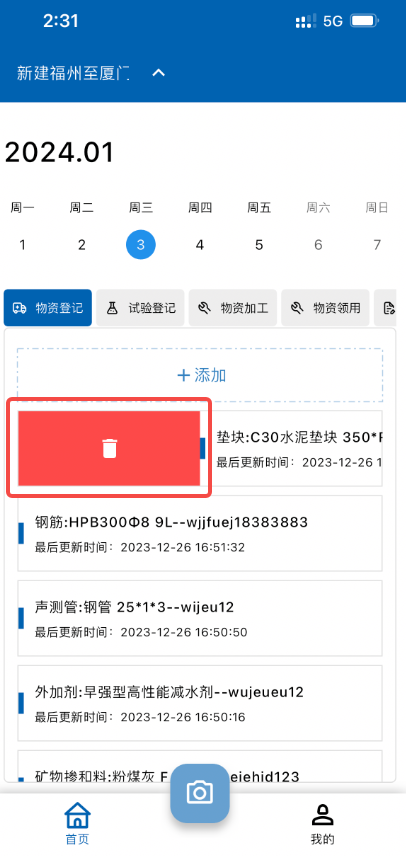 2:31 5G
新建福州至厦门
2024.01
周一 周二 周三 周四 周五 周六 周日
1 2 3 4 5 6 7
物资登记 试验登记 物资加工 物资领用
+ 添加
垫块:C30水泥垫块 350*
最后更新时间：2023-12-26 1
钢筋:HPB300Φ8 9L--wjjfuej18383883
最后更新时间：2023-12-26 16:51:32
声测管:钢管 25*1*3--wijeu12
最后更新时间：2023-12-26 16:50:50
外加剂:早强型高性能减水剂--wujeueu12
最后更新时间：2023-12-26 16:50:16
矿物掺和料:粉煤灰 F eiehid123
首页 我的